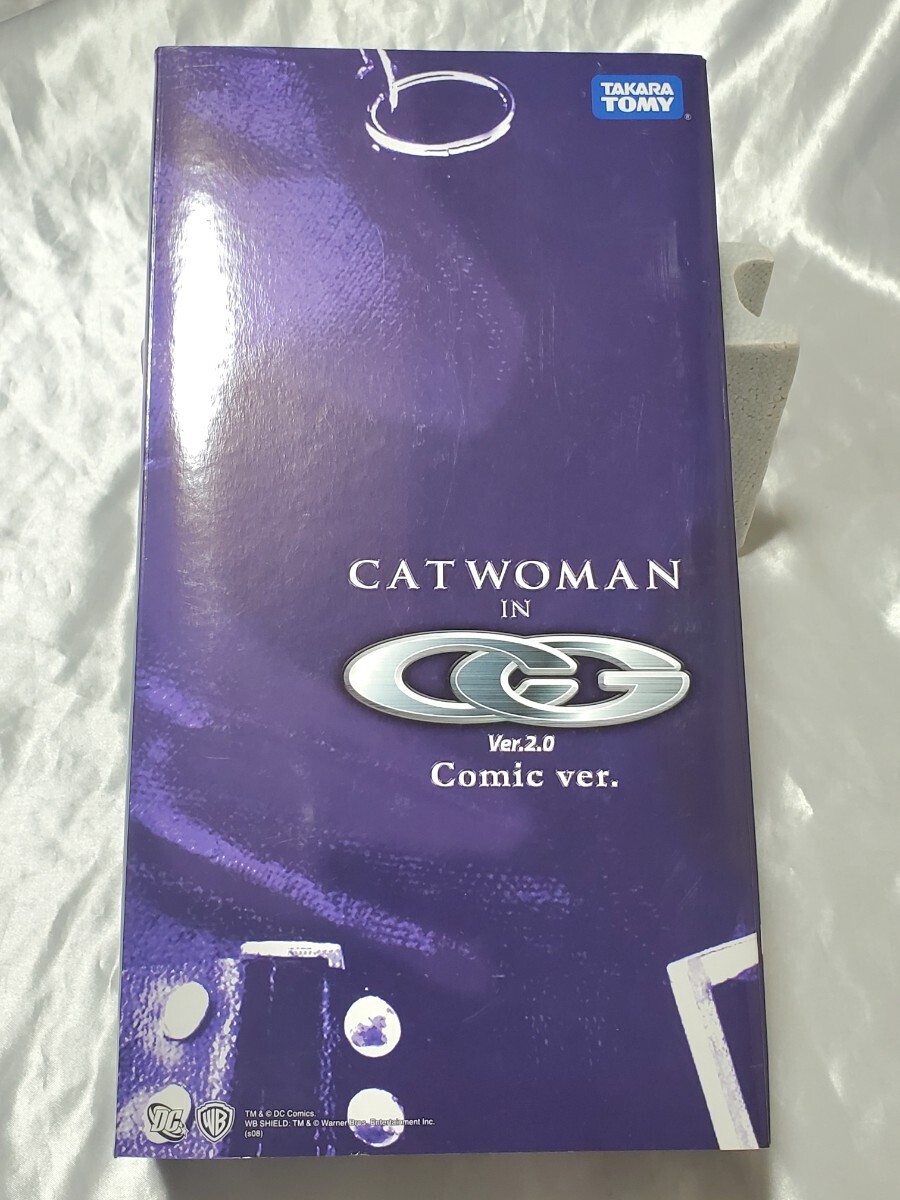 TAKARA
TOMY
®
CATWOMAN
IN
CG
Ver.2.0
Comic ver.
DC
WB
TM & © DC Comics.
WB SHIELD: TM & © Warner Bros. Entertainment Inc.
(s08)